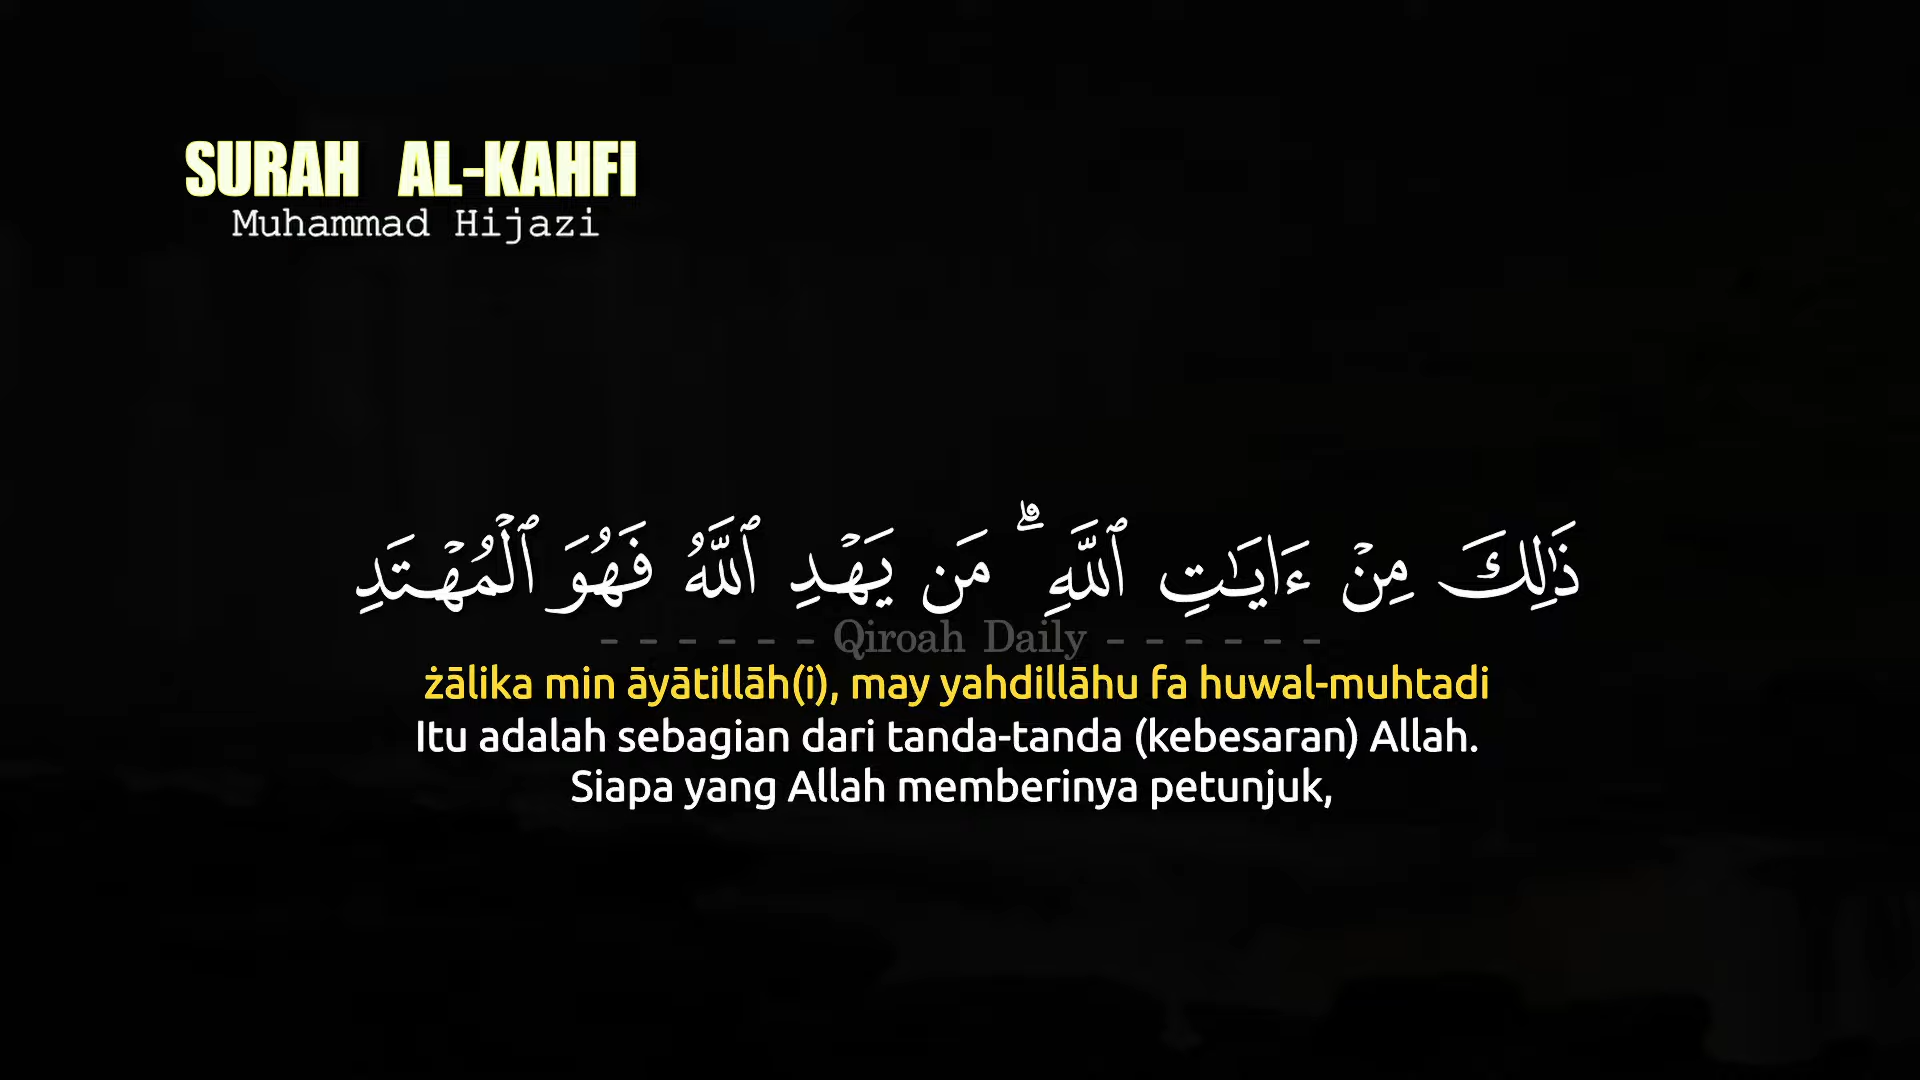 SURAH AL-KAHFI
Muhammad Hijazi
ذَٰلِكَ مِنْ ءَايَـٰتِ ٱللَّهِ ۗ مَن يَهْدِ ٱللَّهُ فَهُوَ ٱلْمُهْتَدِ
- - - - - - Qiroah Daily - - - - - -
żālika min āyātillāh(i), may yahdillāhu fa huwal-muhtadi
Itu adalah sebagian dari tanda-tanda (kebesaran) Allah.
Siapa yang Allah memberinya petunjuk,